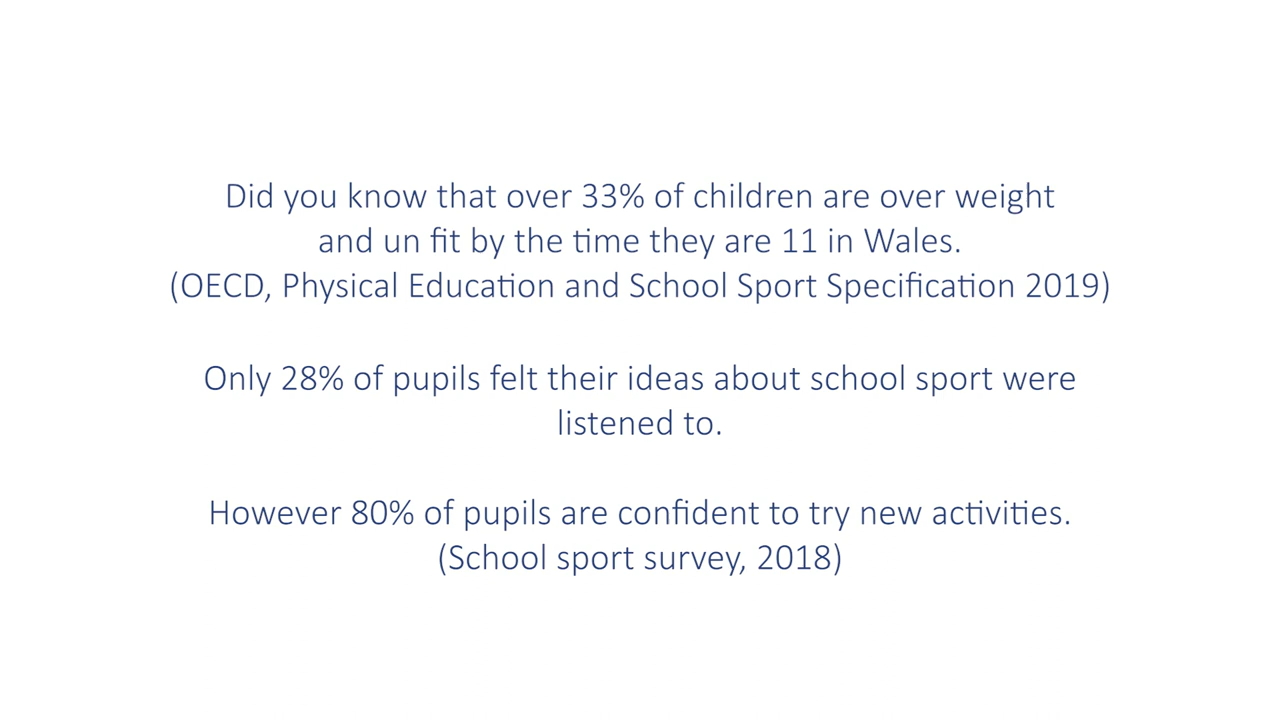 Did you know that over 33% of children are over weight
and un fit by the time they are 11 in Wales.
(OECD, Physical Education and School Sport Specification 2019)
Only 28% of pupils felt their ideas about school sport were
listened to.
However 80% of pupils are confident to try new activities.
(School sport survey, 2018)